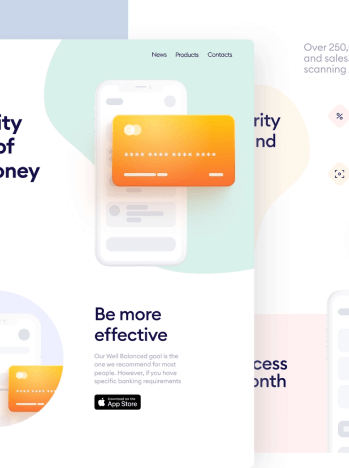 News Products Contacts
Over 250,
and sales
scanning
ity
of
oney
rity
nd
%
Be more
effective
Our Well Balanced goal is the
one we recommend for most
people. However, if you have
specific banking requirements
Download on the
App Store
cess
onth